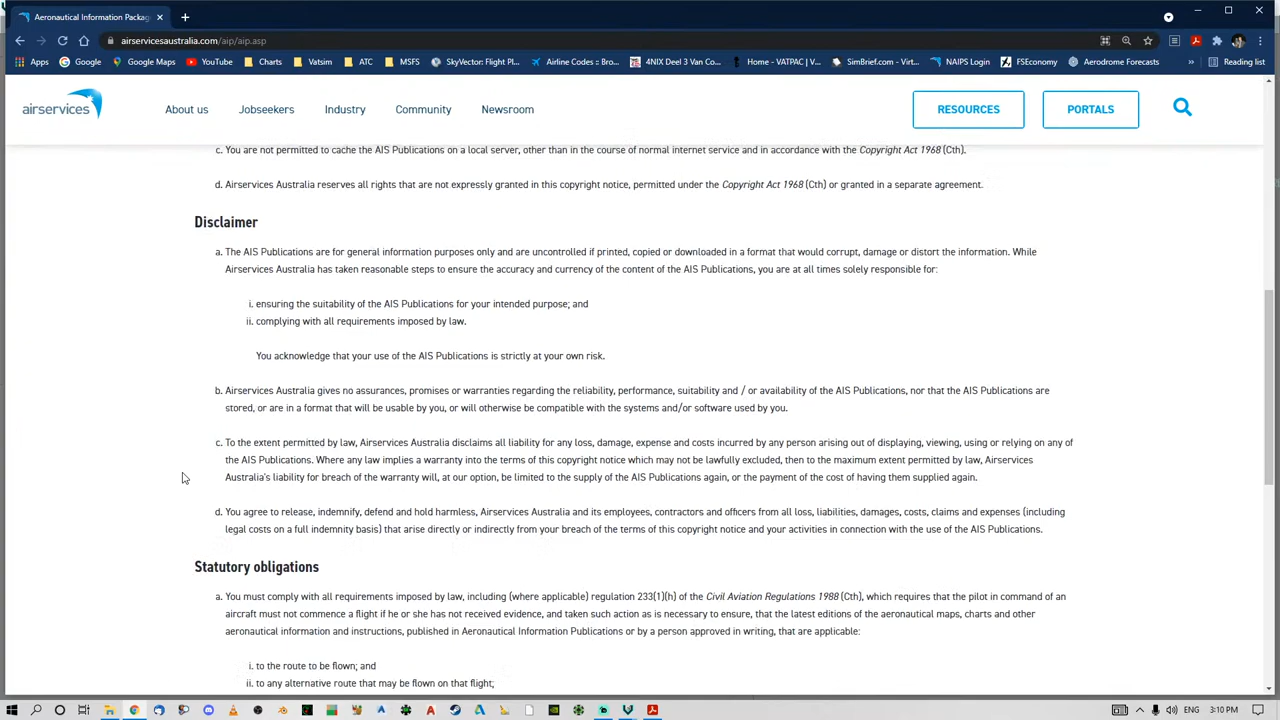 Aeronautical Information Packag
airservicesaustralia.com/aip/aip.asp
Apps Google Google Maps YouTube Charts Vatsim ATC MSFS SkyVector: Flight Pl... Airline Codes :: Bro... 4NIX Deel 3 Van Co... Home - VATPAC | V... SimBrief.com - Virt... NAIPS Login FSEconomy Aerodrome Forecasts » Reading list
airservices
About us Jobseekers Industry Community Newsroom RESOURCES PORTALS
c. You are not permitted to cache the AIS Publications on a local server, other than in the course of normal internet service and in accordance with the Copyright Act 1968 (Cth).
d. Airservices Australia reserves all rights that are not expressly granted in this copyright notice, permitted under the Copyright Act 1968 (Cth) or granted in a separate agreement.
Disclaimer
a. The AIS Publications are for general information purposes only and are uncontrolled if printed, copied or downloaded in a format that would corrupt, damage or distort the information. While
Airservices Australia has taken reasonable steps to ensure the accuracy and currency of the content of the AIS Publications, you are at all times solely responsible for:
i. ensuring the suitability of the AIS Publications for your intended purpose; and
ii. complying with all requirements imposed by law.
You acknowledge that your use of the AIS Publications is strictly at your own risk.
b. Airservices Australia gives no assurances, promises or warranties regarding the reliability, performance, suitability and / or availability of the AIS Publications, nor that the AIS Publications are
stored, or are in a format that will be usable by you, or will otherwise be compatible with the systems and/or software used by you.
c. To the extent permitted by law, Airservices Australia disclaims all liability for any loss, damage, expense and costs incurred by any person arising out of displaying, viewing, using or relying on any of
the AIS Publications. Where any law implies a warranty into the terms of this copyright notice which may not be lawfully excluded, then to the maximum extent permitted by law, Airservices
Australia's liability for breach of the warranty will, at our option, be limited to the supply of the AIS Publications again, or the payment of the cost of having them supplied again.
d. You agree to release, indemnify, defend and hold harmless, Airservices Australia and its employees, contractors and officers from all loss, liabilities, damages, costs, claims and expenses (including
legal costs on a full indemnity basis) that arise directly or indirectly from your breach of the terms of this copyright notice and your activities in connection with the use of the AIS Publications.
Statutory obligations
a. You must comply with all requirements imposed by law, including (where applicable) regulation 233(1)(h) of the Civil Aviation Regulations 1988 (Cth), which requires that the pilot in command of an
aircraft must not commence a flight if he or she has not received evidence, and taken such action as is necessary to ensure, that the latest editions of the aeronautical maps, charts and other
aeronautical information and instructions, published in Aeronautical Information Publications or by a person approved in writing, that are applicable:
i. to the route to be flown; and
ii. to any alternative route that may be flown on that flight;
ENG 3:10 PM